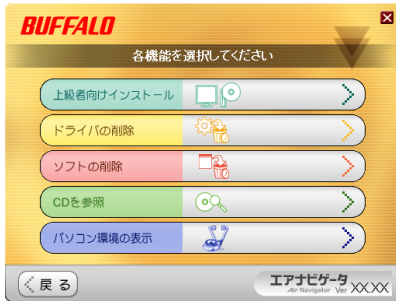 BUFFALO
各機能を選択してください
上級者向けインストール
ドライバの削除
ソフトの削除
CDを参照
パソコン環境の表示
戻る
エアナビゲータ
Air Navigator Ver XX.XX